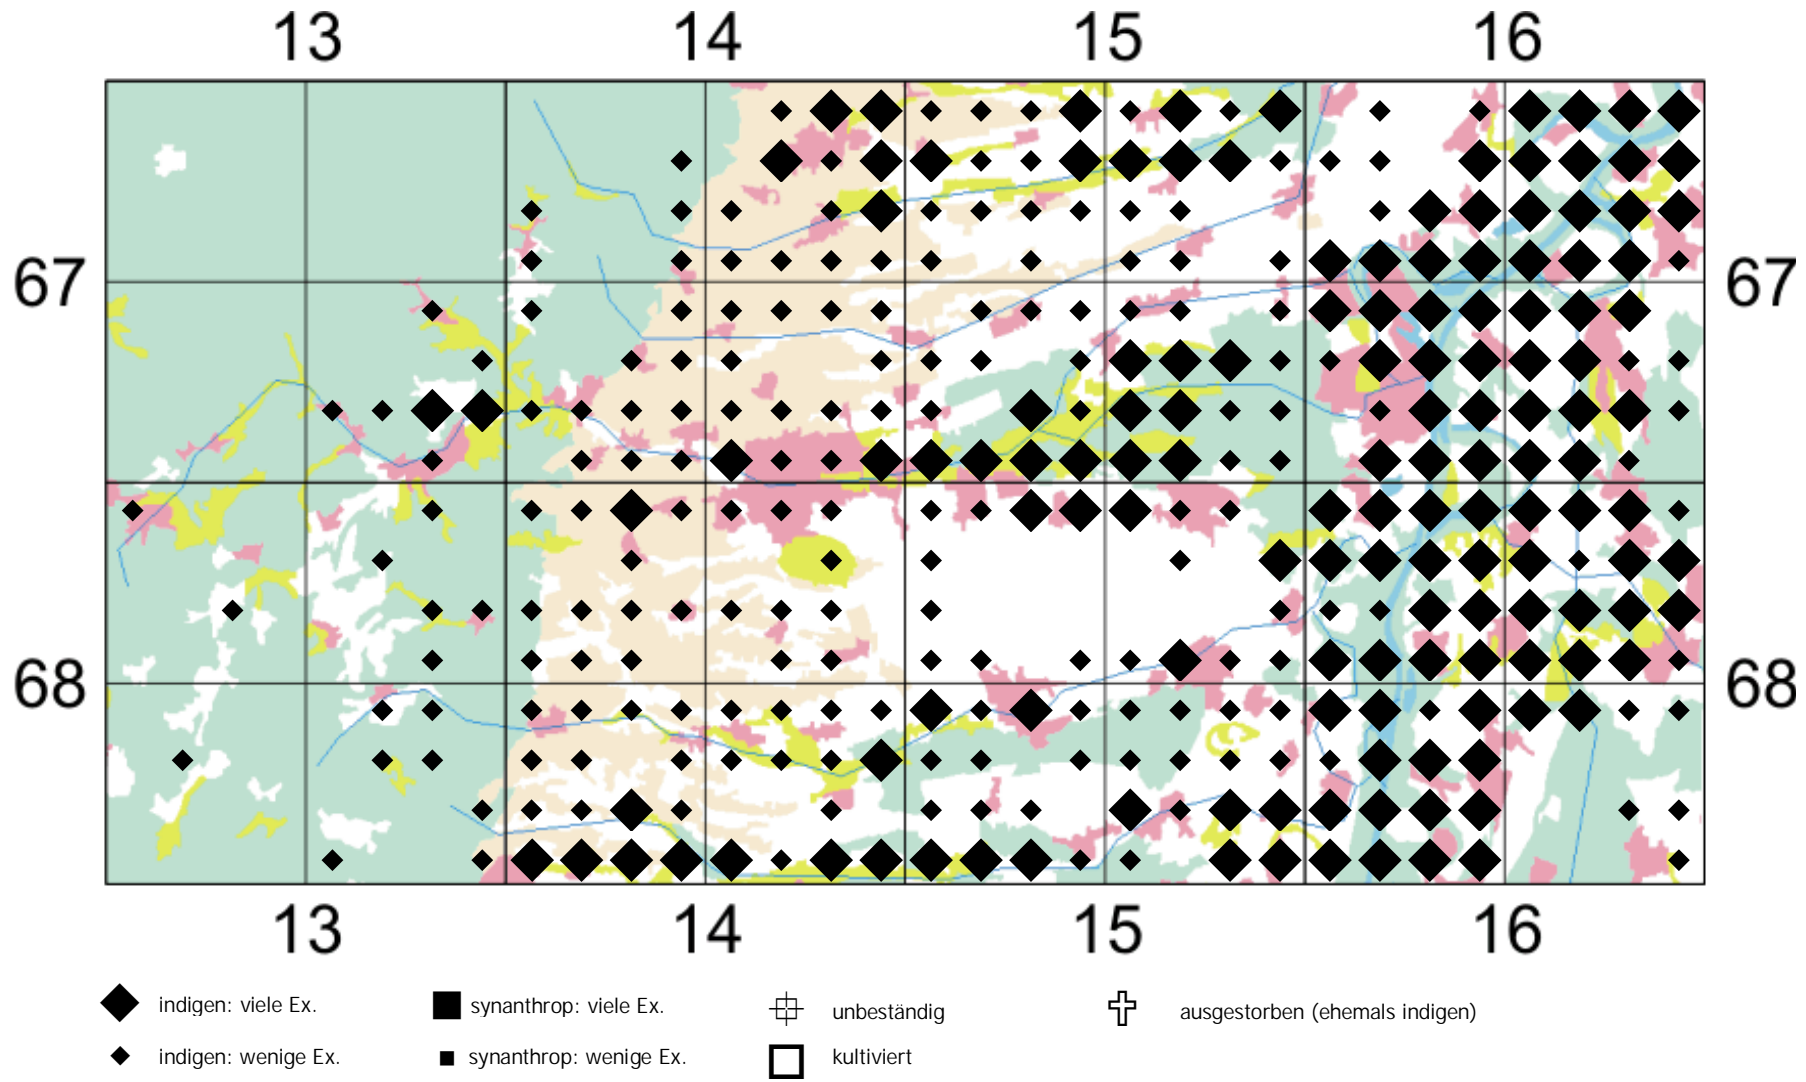 13 14 15 16
67 67
68 68
13 14 15 16
indigen: viele Ex. synanthrop: viele Ex. unbeständig ausgestorben (ehemals indigen)
indigen: wenige Ex. synanthrop: wenige Ex. kultiviert